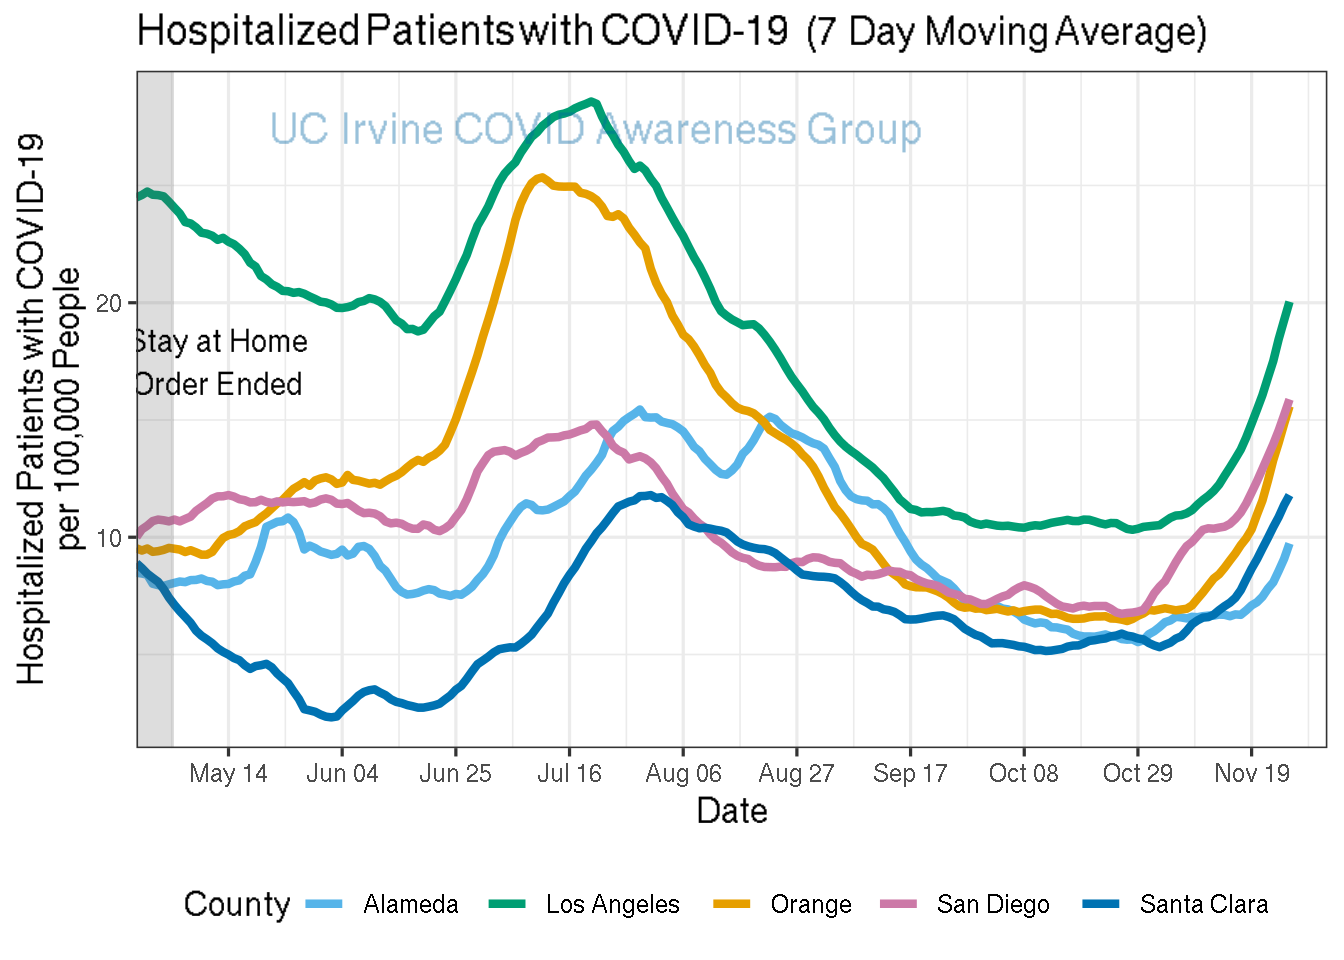 Hospitalized Patients with COVID-19 (7 Day Moving Average)
UC Irvine COVID Awareness Group
Hospitalized Patients with COVID-19
per 100,000 People
20
10
Stay at Home
Order Ended
May 14 Jun 04 Jun 25 Jul 16 Aug 06 Aug 27 Sep 17 Oct 08 Oct 29 Nov 19
Date
County Alameda Los Angeles Orange San Diego Santa Clara